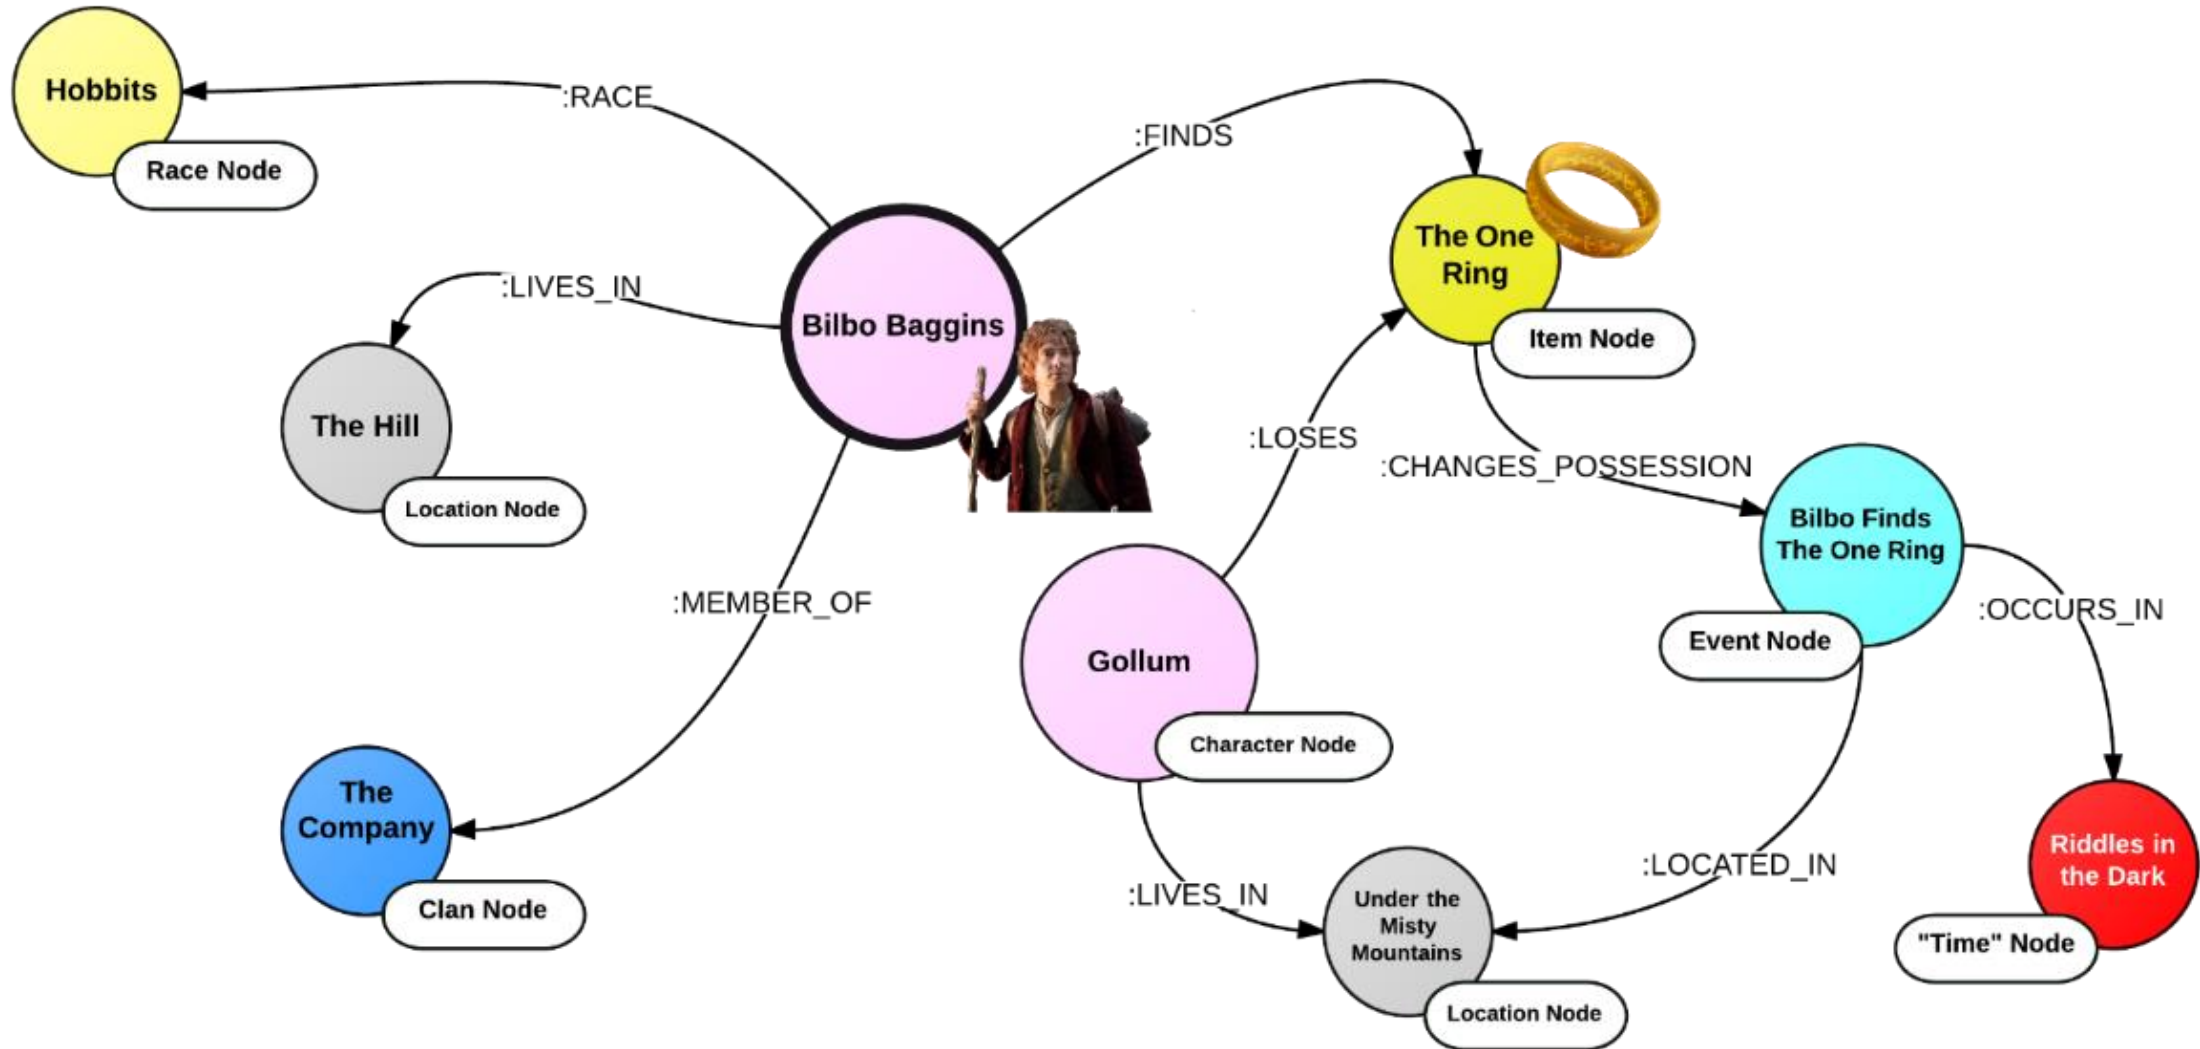 Hobbits
Race Node
:RACE
:FINDS
The One
Ring
Item Node
:LIVES_IN
Bilbo Baggins
The Hill
Location Node
:LOSES
:CHANGES_POSSESSION
Bilbo Finds
The One Ring
Event Node
:OCCURS_IN
:MEMBER_OF
Gollum
Character Node
The
Company
Clan Node
:LIVES_IN
:LOCATED_IN
Under the
Misty
Mountains
Location Node
Riddles in
the Dark
"Time" Node